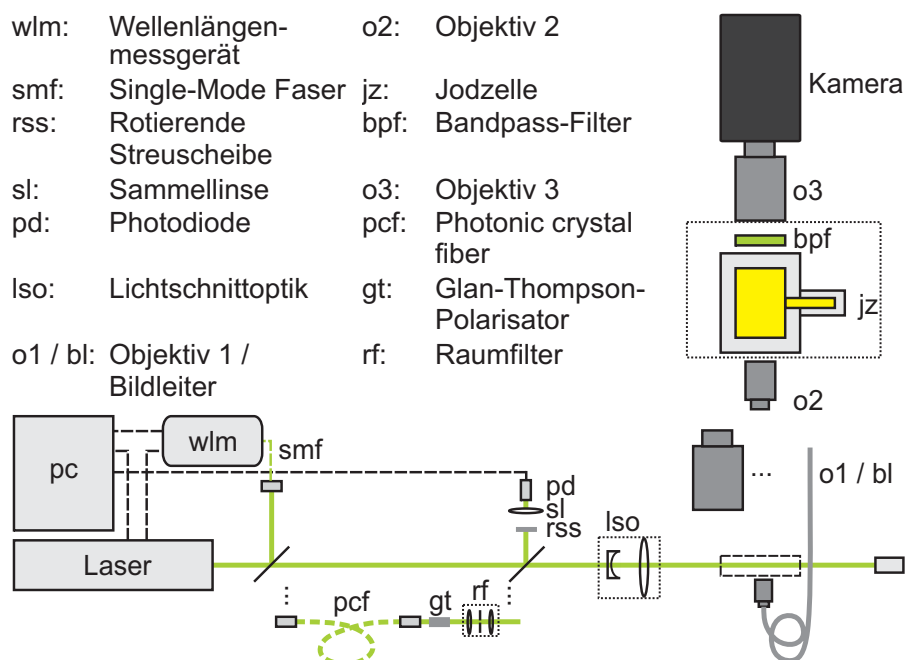 wlm: Wellenlängen-
messgerät
smf: Single-Mode Faser
rss: Rotierende
Streuscheibe
sl: Sammellinse
pd: Photodiode
lso: Lichtschnittoptik
o1 / bl: Objektiv 1 /
Bildleiter
o2: Objektiv 2
jz: Jodzelle
bpf: Bandpass-Filter
o3: Objektiv 3
pcf: Photonic crystal
fiber
gt: Glan-Thompson-
Polarisator
rf: Raumfilter
Kamera
o3
bpf
jz
o2
... o1 / bl
pc
wlm
smf
pd
sl
rss
lso
Laser
...
...
pcf
gt
rf